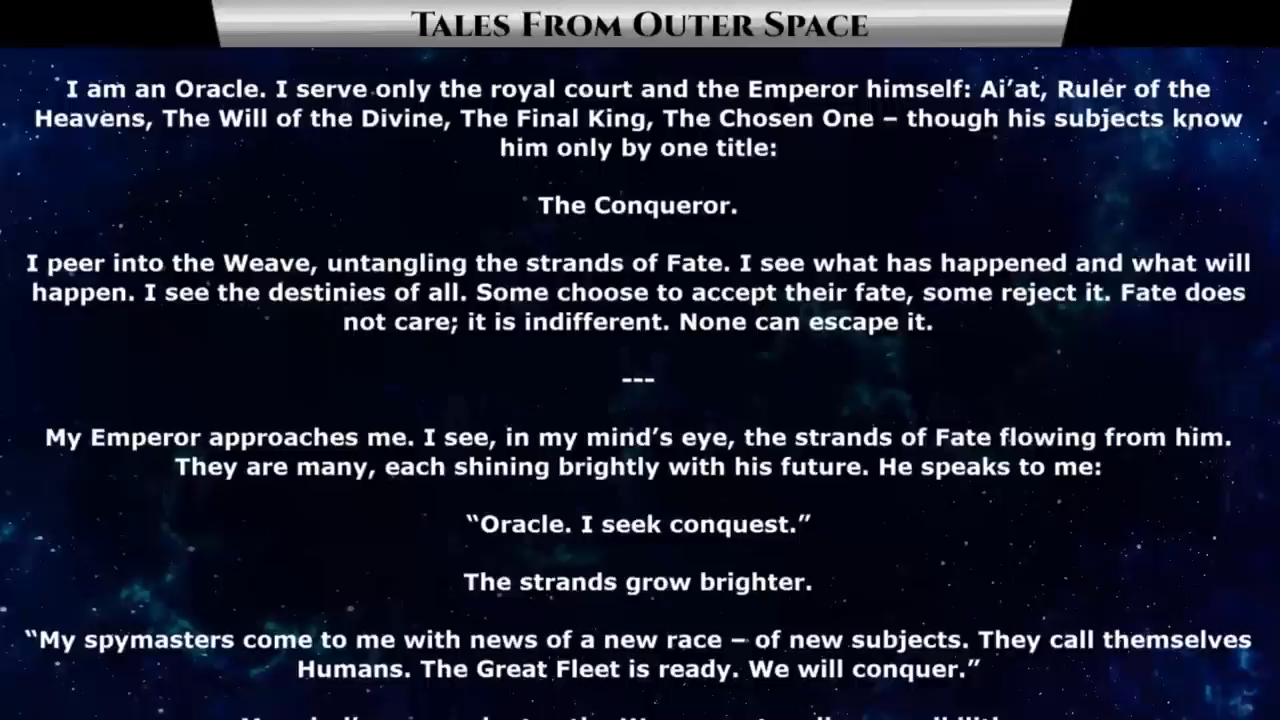 Tales From Outer Space
I am an Oracle. I serve only the royal court and the Emperor himself: Ai’at, Ruler of the
Heavens, The Will of the Divine, The Final King, The Chosen One – though his subjects know
him only by one title:
The Conqueror.
I peer into the Weave, untangling the strands of Fate. I see what has happened and what will
happen. I see the destinies of all. Some choose to accept their fate, some reject it. Fate does
not care; it is indifferent. None can escape it.
---
My Emperor approaches me. I see, in my mind’s eye, the strands of Fate flowing from him.
They are many, each shining brightly with his future. He speaks to me:
“Oracle. I seek conquest.”
The strands grow brighter.
“My spymasters come to me with news of a new race – of new subjects. They call themselves
Humans. The Great Fleet is ready. We will conquer.”